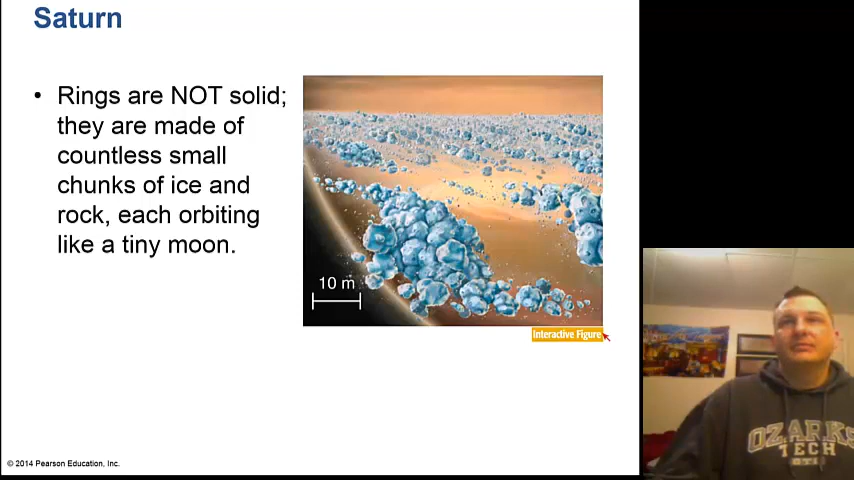 Saturn
• Rings are NOT solid;
they are made of
countless small
chunks of ice and
rock, each orbiting
like a tiny moon.
10 m
Interactive Figure
© 2014 Pearson Education, Inc.
OZARKS
TECH